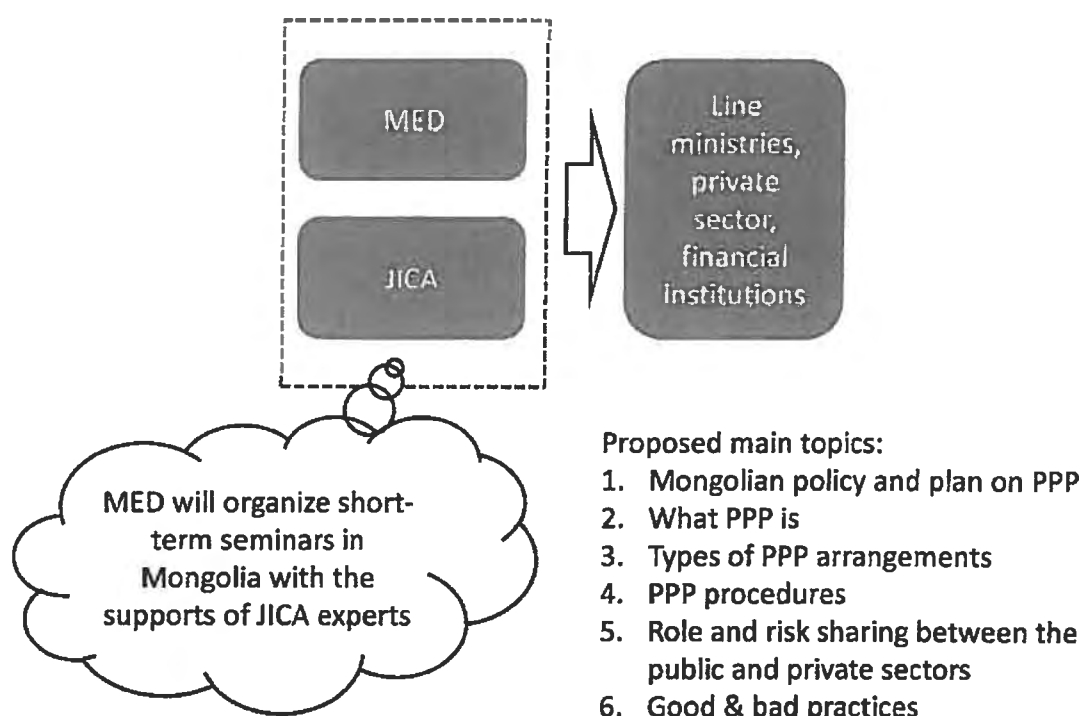 MED
JICA
Line
ministries,
private
sector,
financial
institutions
MED will organize short-
term seminars in
Mongolia with the
supports of JICA experts
Proposed main topics:
1. Mongolian policy and plan on PPP
2. What PPP is
3. Types of PPP arrangements
4. PPP procedures
5. Role and risk sharing between the
public and private sectors
6. Good & bad practices